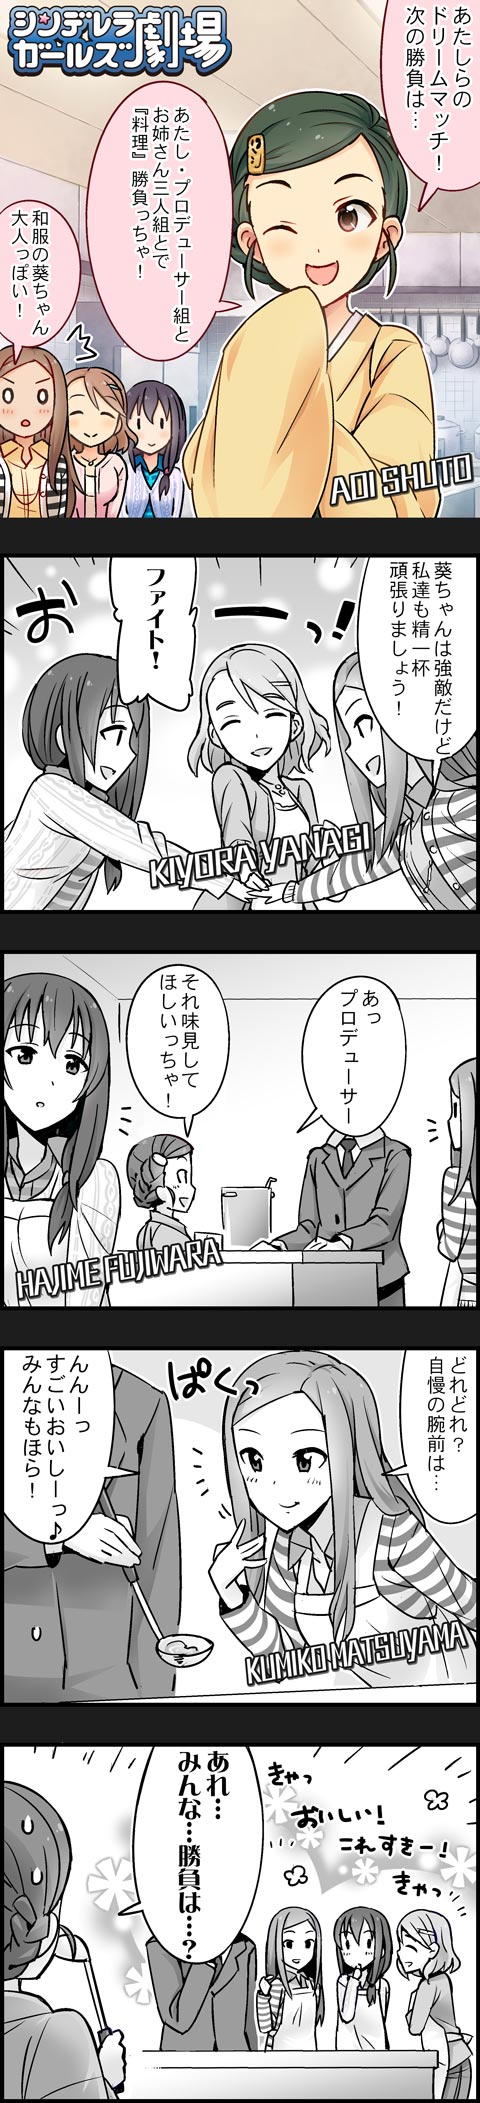 シンデレラ
ガールズ劇場
あたしらの
ドリームマッチ！
次の勝負は…
あたし・プロデューサー組と
お姉さん三人組とで
『料理』勝負っちゃ！
和服の葵ちゃん
大人っぽい！
AOI SHUTO
葵ちゃんは強敵だけど
私達も精一杯
頑張りましょう！
ファイト！
おーっ！
KIYORA YANAGI
あっ
プロデューサー
それ味見して
ほしいっちゃ！
HAJIME FUJIWARA
どれどれ？
自慢の腕前は…
ぱくっ
んんーっ
すごいおいしーっ♪
みんなもほら！
KUMIKO MATSUYAMA
きゃっ
おいしい！
これすきー！
きゃっ
あれ…
みんな…勝負は…？